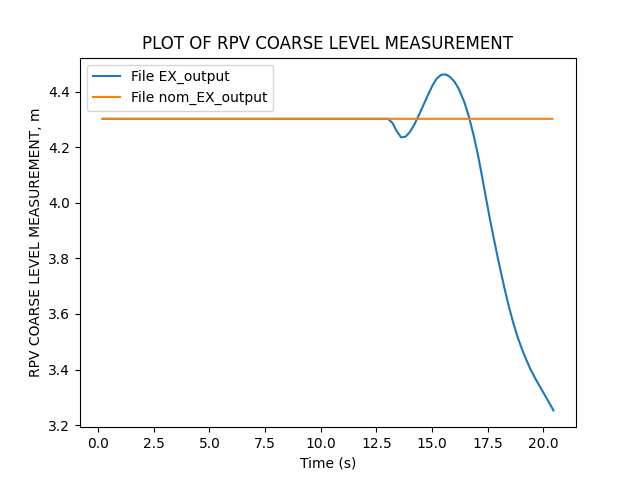 PLOT OF RPV COARSE LEVEL MEASUREMENT
File EX_output
File nom_EX_output
RPV COARSE LEVEL MEASUREMENT, m
4.4
4.2
4.0
3.8
3.6
3.4
3.2
0.0 2.5 5.0 7.5 10.0 12.5 15.0 17.5 20.0
Time (s)